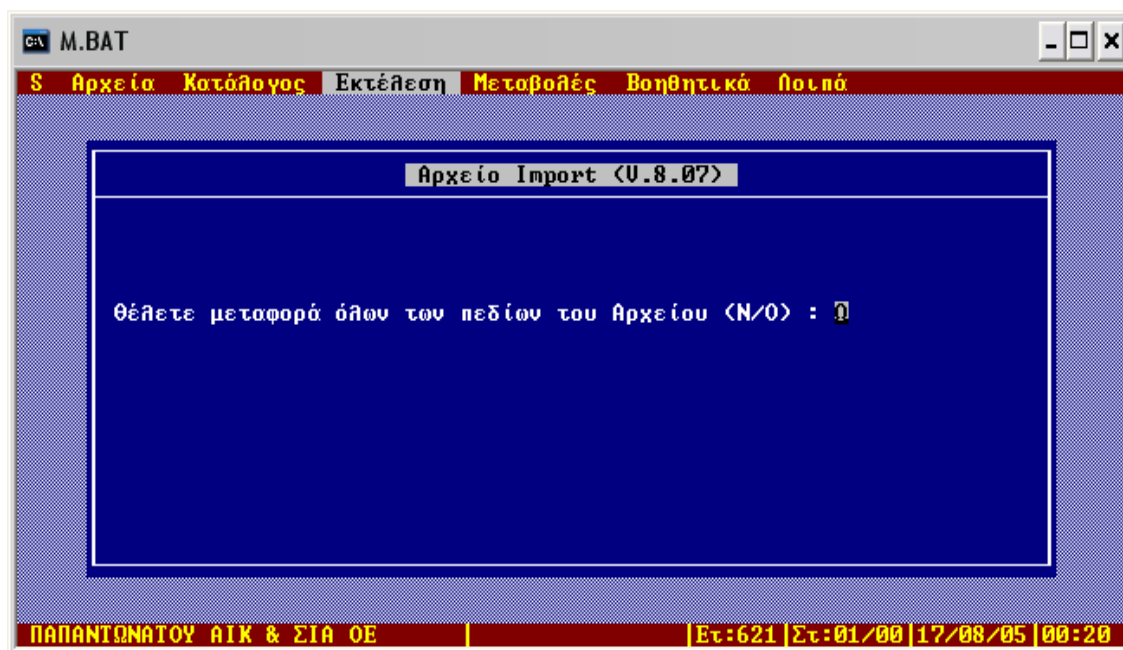 M.BAT
S Αρχεία Κατάλογος Εκτέλεση Μεταβολές Βοηθητικά Λοιπά
Αρχείο Import (V.8.07)
Θέλετε μεταφορά όλων των πεδίων του Αρχείου (Ν/Ο) : Ο
ΠΑΠΑΝΤΩΝΑΤΟΥ ΑΙΚ & ΣΙΑ ΟΕ |Ετ:621|Στ:01/00|17/08/05|00:20